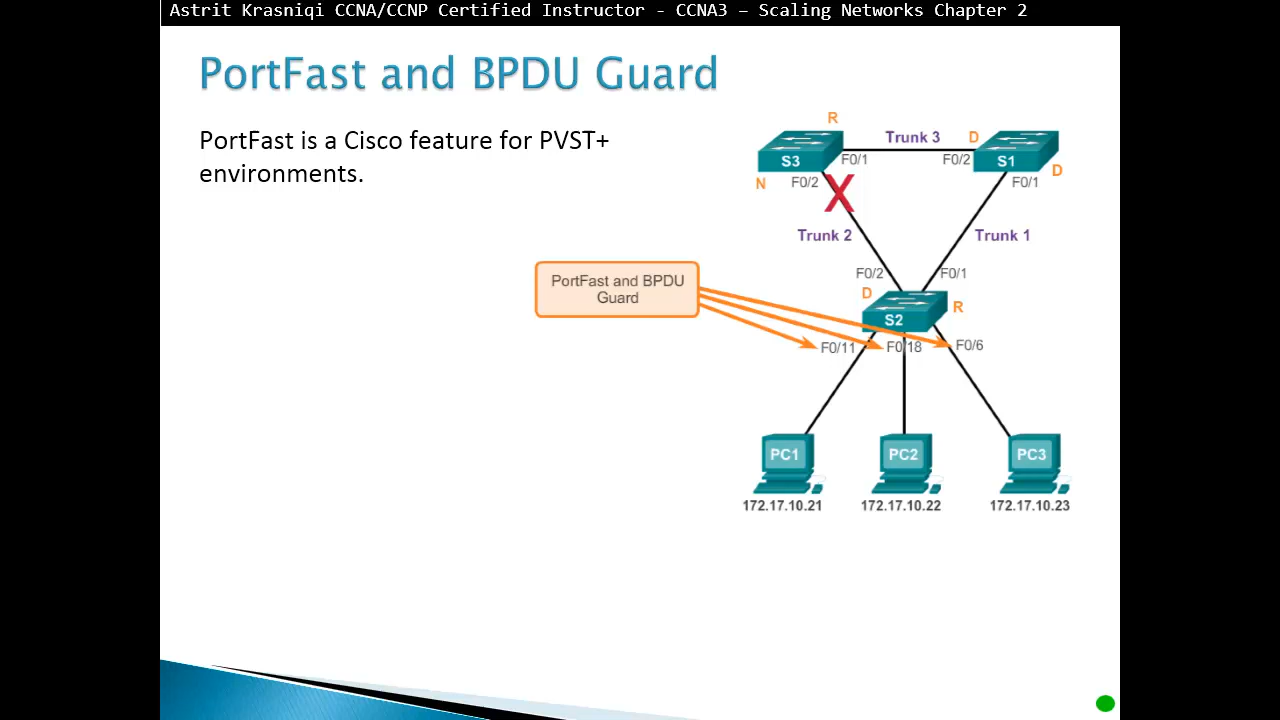 Astrit Krasniqi CCNA/CCNP Certified Instructor - CCNA3 – Scaling Networks Chapter 2
PortFast and BPDU Guard
PortFast is a Cisco feature for PVST+
environments.
R
Trunk 3
D
S3
F0/1
F0/2
S1
N
F0/2
F0/1
D
X
Trunk 2
Trunk 1
PortFast and BPDU
Guard
F0/2
F0/1
D
S2
R
F0/11
F0/18
F0/6
PC1
PC2
PC3
172.17.10.21
172.17.10.22
172.17.10.23